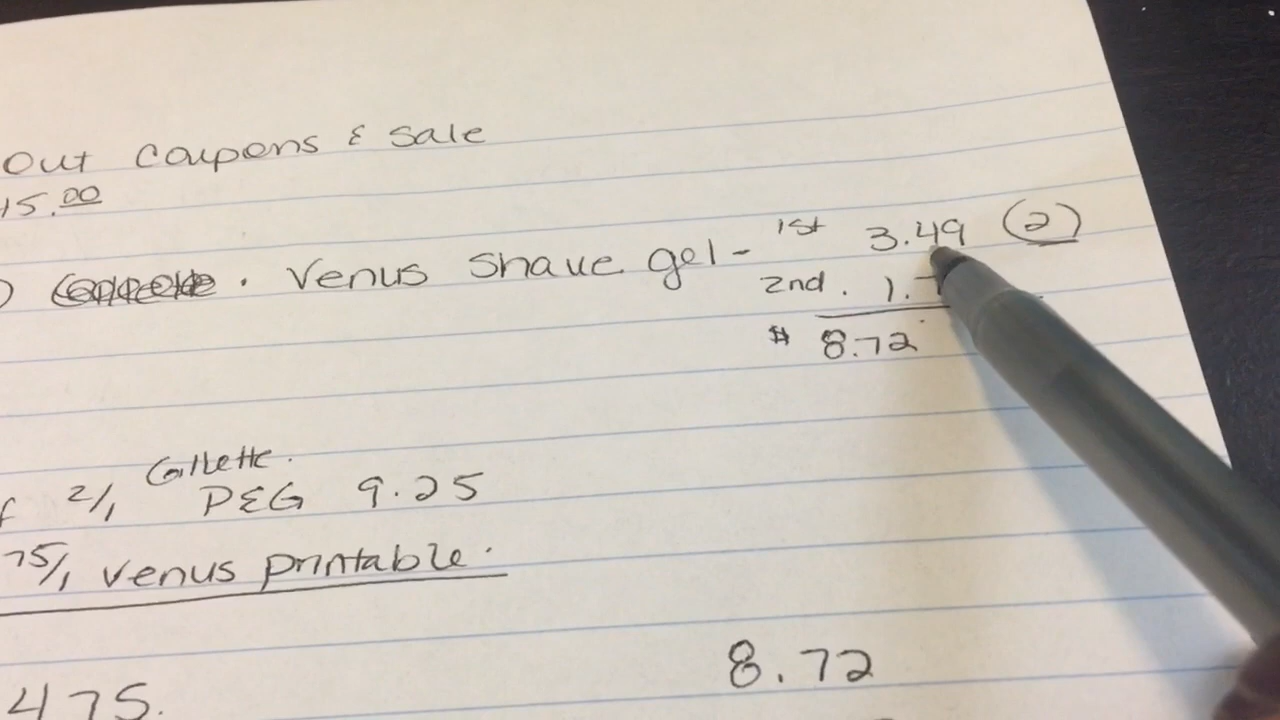 Out Coupons & Sale
15.00
Venus Shave gel - 1st 3.49 (2)
2nd. 1.
$ 8.72
Gillette.
f 2/1 P&G 9.25
75/1 Venus printable.
475. 8.72